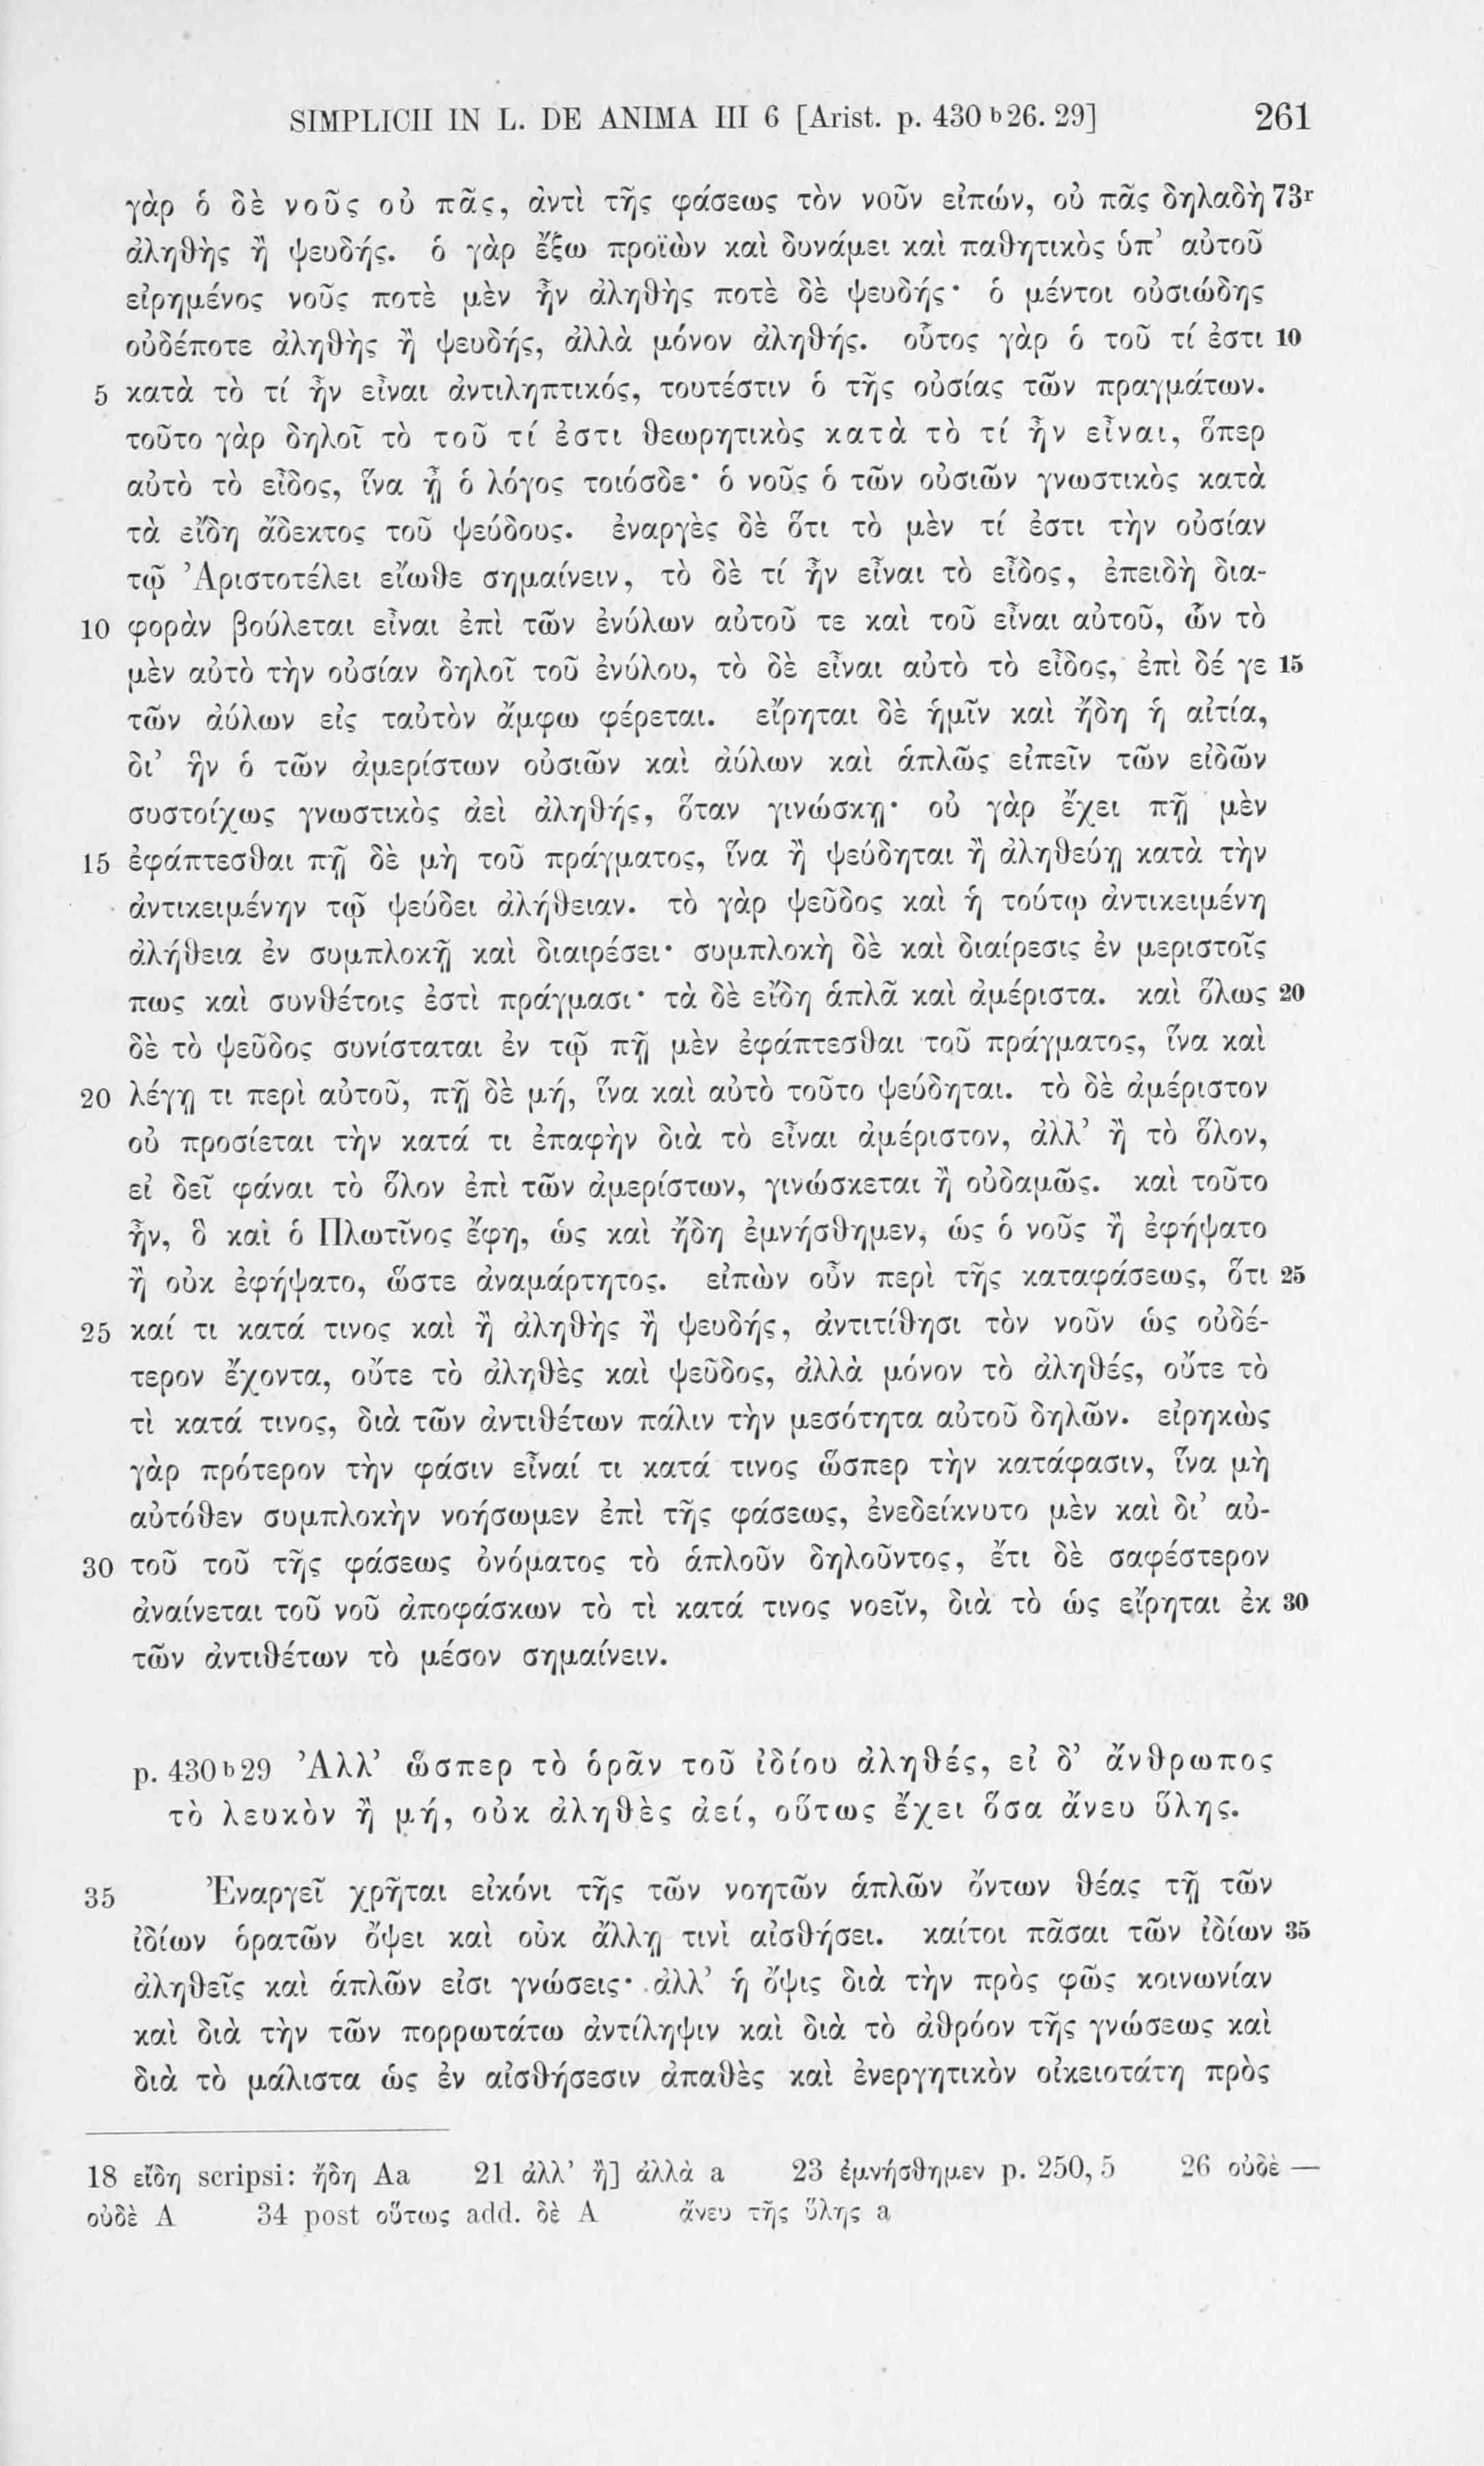 SIMPLICII IN L. DE ANIMA III 6 [Arist. p. 430 b 26. 29] 261
γὰρ ὁ δὲ νοῦς οὐ πᾶς, ἀντὶ τῆς φάσεως τὸν νοῦν εἰπών, οὐ πᾶς δηλαδὴ 73r
ἀληθὴς ἢ ψευδής. ὁ γὰρ ἔξω προϊὼν καὶ δυνάμει καὶ παθητικὸς ὑπ’ αὐτοῦ
εἰρημένος νοῦς ποτὲ μὲν ἦν ἀληθὴς ποτὲ δὲ ψευδής· ὁ μέντοι οὐσιώδης
οὐδέποτε ἀληθὴς ἢ ψευδής, ἀλλὰ μόνον ἀληθής. οὗτος γὰρ ὁ τοῦ τί ἐστι 10
5 κατὰ τὸ τί ἦν εἶναι ἀντιληπτικός, τουτέστιν ὁ τῆς οὐσίας τῶν πραγμάτων.
τοῦτο γὰρ δηλοῖ τὸ τοῦ τί ἐστι θεωρητικὸς κατὰ τὸ τί ἦν εἶναι, ὅπερ
αὐτὸ τὸ εἶδος, ἵνα ᾖ ὁ λόγος τοιόσδε· ὁ νοῦς ὁ τῶν οὐσιῶν γνωστικὸς κατὰ
τὰ εἴδη ἄδεκτος τοῦ ψεύδους. ἐναργὲς δὲ ὅτι τὸ μὲν τί ἐστι τὴν οὐσίαν
τῷ Ἀριστοτέλει εἴωθε σημαίνειν, τὸ δὲ τί ἦν εἶναι τὸ εἶδος, ἐπειδὴ δια-
10 φορὰν βούλεται εἶναι ἐπὶ τῶν ἐνύλων αὐτοῦ τε καὶ τοῦ εἶναι αὐτοῦ, ὧν τὸ
μὲν αὐτὸ τὴν οὐσίαν δηλοῖ τοῦ ἐνύλου, τὸ δὲ εἶναι αὐτὸ τὸ εἶδος, ἐπὶ δέ γε 15
τῶν ἀύλων εἰς ταὐτὸν ἄμφω φέρεται. εἴρηται δὲ ἡμῖν καὶ ἤδη ἡ αἰτία,
δι’ ἣν ὁ τῶν ἀμερίστων οὐσιῶν καὶ ἀύλων καὶ ἁπλῶς εἰπεῖν τῶν εἰδῶν
συστοίχως γνωστικὸς ἀεὶ ἀληθής, ὅταν γινώσκῃ· οὐ γὰρ ἔχει πῇ μὲν
15 ἐφάπτεσθαι πῇ δὲ μὴ τοῦ πράγματος, ἵνα ἢ ψεύδηται ἢ ἀληθεύῃ κατὰ τὴν
ἀντικειμένην τῷ ψεύδει ἀλήθειαν. τὸ γὰρ ψεῦδος καὶ ἡ τούτῳ ἀντικειμένη
ἀλήθεια ἐν συμπλοκῇ καὶ διαιρέσει· συμπλοκὴ δὲ καὶ διαίρεσις ἐν μεριστοῖς
πως καὶ συνθέτοις ἐστὶ πράγμασι· τὰ δὲ εἴδη ἁπλᾶ καὶ ἀμέριστα. καὶ ὅλως 20
δὲ τὸ ψεῦδος συνίσταται ἐν τῷ πῇ μὲν ἐφάπτεσθαι τοῦ πράγματος, ἵνα καὶ
20 λέγῃ τι περὶ αὐτοῦ, πῇ δὲ μή, ἵνα καὶ αὐτὸ τοῦτο ψεύδηται. τὸ δὲ ἀμέριστον
οὐ προσίεται τὴν κατά τι ἐπαφὴν διὰ τὸ εἶναι ἀμέριστον, ἀλλ’ ἢ τὸ ὅλον,
εἰ δεῖ φάναι τὸ ὅλον ἐπὶ τῶν ἀμερίστων, γινώσκεται ἢ οὐδαμῶς. καὶ τοῦτο
ἦν, ὃ καὶ ὁ Πλωτῖνος ἔφη, ὡς καὶ ἤδη ἐμνήσθημεν, ὡς ὁ νοῦς ἢ ἐφήψατο
ἢ οὐκ ἐφήψατο, ὥστε ἀναμάρτητος. εἰπὼν οὖν περὶ τῆς καταφάσεως, ὅτι 25
25 καί τι κατά τινος καὶ ἢ ἀληθὴς ἢ ψευδής, ἀντιτίθησι τὸν νοῦν ὡς οὐδέ-
τερον ἔχοντα, οὔτε τὸ ἀληθὲς καὶ ψεῦδος, ἀλλὰ μόνον τὸ ἀληθές, οὔτε τὸ
τὶ κατά τινος, διὰ τῶν ἀντιθέτων πάλιν τὴν μεσότητα αὐτοῦ δηλῶν. εἰρηκὼς
γὰρ πρότερον τὴν φάσιν εἶναί τι κατά τινος ὥσπερ τὴν κατάφασιν, ἵνα μὴ
αὐτόθεν συμπλοκὴν νοήσωμεν ἐπὶ τῆς φάσεως, ἐνεδείκνυτο μὲν καὶ δι’ αὐ-
30 τοῦ τοῦ τῆς φάσεως ὀνόματος τὸ ἁπλοῦν δηλοῦντος, ἔτι δὲ σαφέστερον
ἀναίνεται τοῦ νοῦ ἀποφάσκων τὸ τὶ κατά τινος νοεῖν, διὰ τὸ ὡς εἴρηται ἐκ 30
τῶν ἀντιθέτων τὸ μέσον σημαίνειν.
p. 430 b 29 Ἀλλ’ ὥσπερ τὸ ὁρᾶν τοῦ ἰδίου ἀληθές, εἰ δ’ ἄνθρωπος
τὸ λευκὸν ἢ μή, οὐκ ἀληθὲς ἀεί, οὕτως ἔχει ὅσα ἄνευ ὕλης.
35 Ἐναργεῖ χρῆται εἰκόνι τῆς τῶν νοητῶν ἁπλῶν ὄντων θέας τῇ τῶν
ἰδίων ὁρατῶν ὄψει καὶ οὐκ ἄλλῃ τινὶ αἰσθήσει. καίτοι πᾶσαι τῶν ἰδίων 35
ἀληθεῖς καὶ ἁπλῶν εἰσι γνώσεις· ἀλλ’ ἡ ὄψις διὰ τὴν πρὸς φῶς κοινωνίαν
καὶ διὰ τὴν τῶν πορρωτάτω ἀντίληψιν καὶ διὰ τὸ ἀθρόον τῆς γνώσεως καὶ
διὰ τὸ μάλιστα ὡς ἐν αἰσθήσεσιν ἀπαθὲς καὶ ἐνεργητικὸν οἰκειοτάτη πρὸς
18 εἴδη scripsi: ἤδη Aa 21 ἀλλ’ ἢ] ἀλλὰ a 23 ἐμνήσθημεν p. 250, 5 26 οὐδὲ —
οὐδὲ A 34 post οὕτως add. δὲ A ἄνευ τῆς ὕλης a